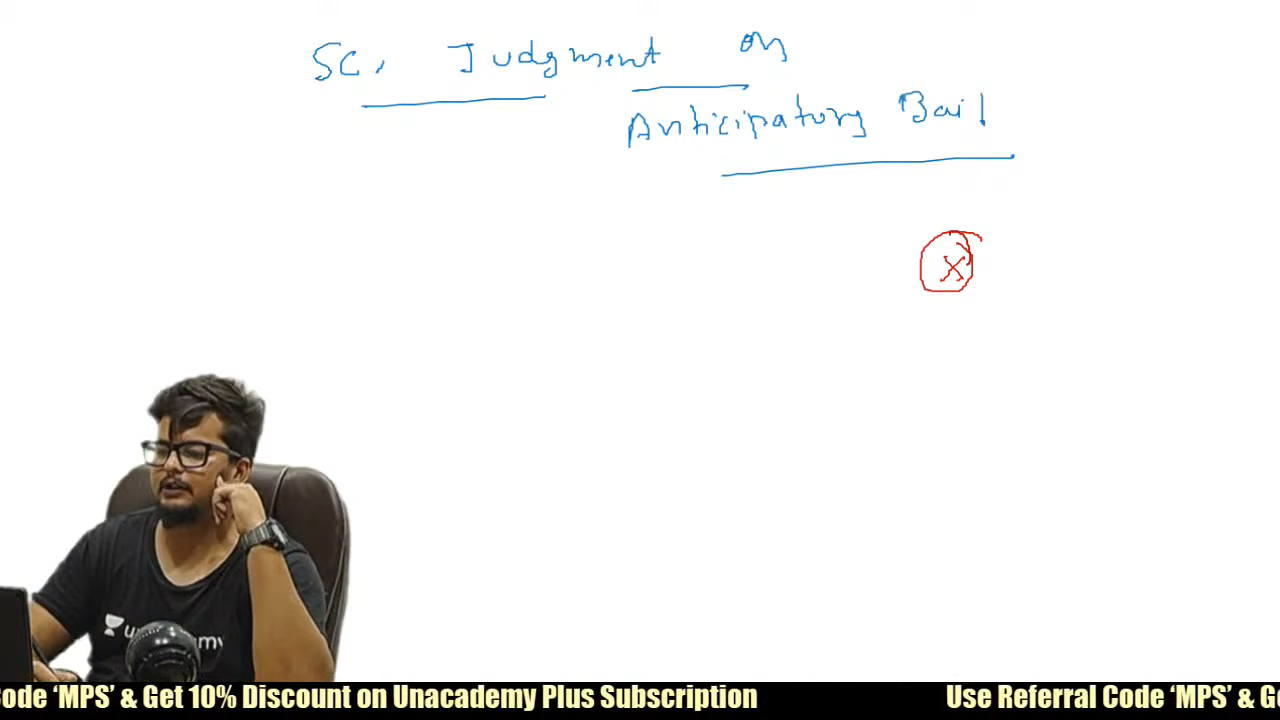 SC, Judgment on
Anticipatory Bail
X
Code ‘MPS’ & Get 10% Discount on Unacademy Plus Subscription
Use Referral Code ‘MPS’ & Ge